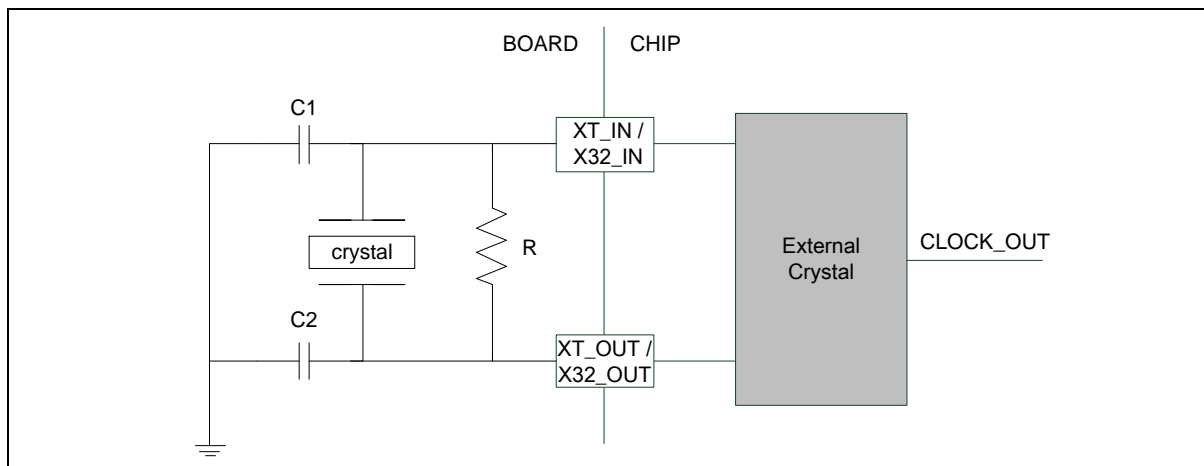 BOARD
CHIP
C1
XT_IN /
X32_IN
crystal
R
External
Crystal
CLOCK_OUT
C2
XT_OUT /
X32_OUT